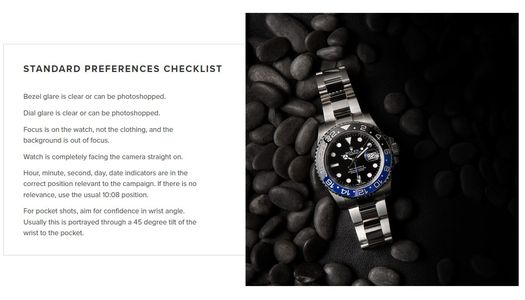 STANDARD PREFERENCES CHECKLIST
Bezel glare is clear or can be photoshopped.
Dial glare is clear or can be photoshopped.
Focus is on the watch, not the clothing, and the
background is out of focus.
Watch is completely facing the camera straight on.
Hour, minute, second, day, date indicators are in the
correct position relevant to the campaign. If there is no
relevance, use the usual 10:08 position.
For pocket shots, aim for confidence in wrist angle.
Usually this is portrayed through a 45 degree tilt of the
wrist to the pocket.